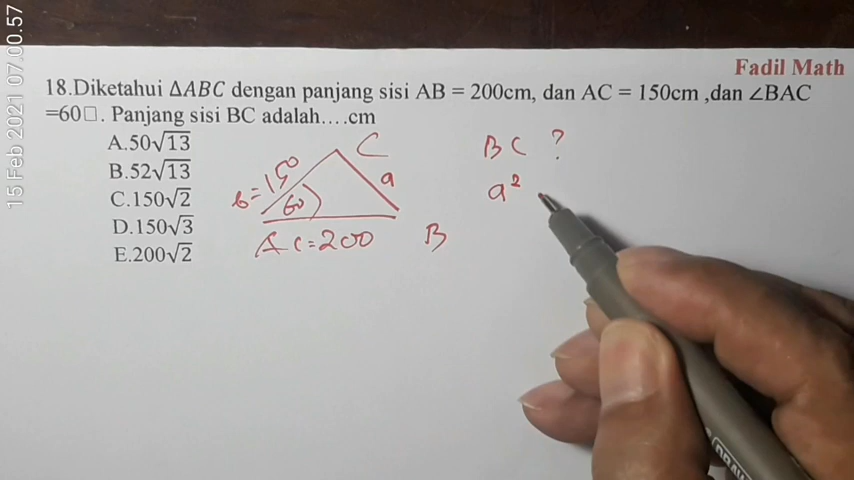 Fadil Math
18.Diketahui ΔABC dengan panjang sisi AB = 200cm, dan AC = 150cm ,dan ∠BAC
=60□. Panjang sisi BC adalah….cm
A.50√13
B.52√13
C.150√2
D.150√3
E.200√2
C
b=150
a
60
A c=200 B
BC ?
a²
15 Feb 2021 07.00.57